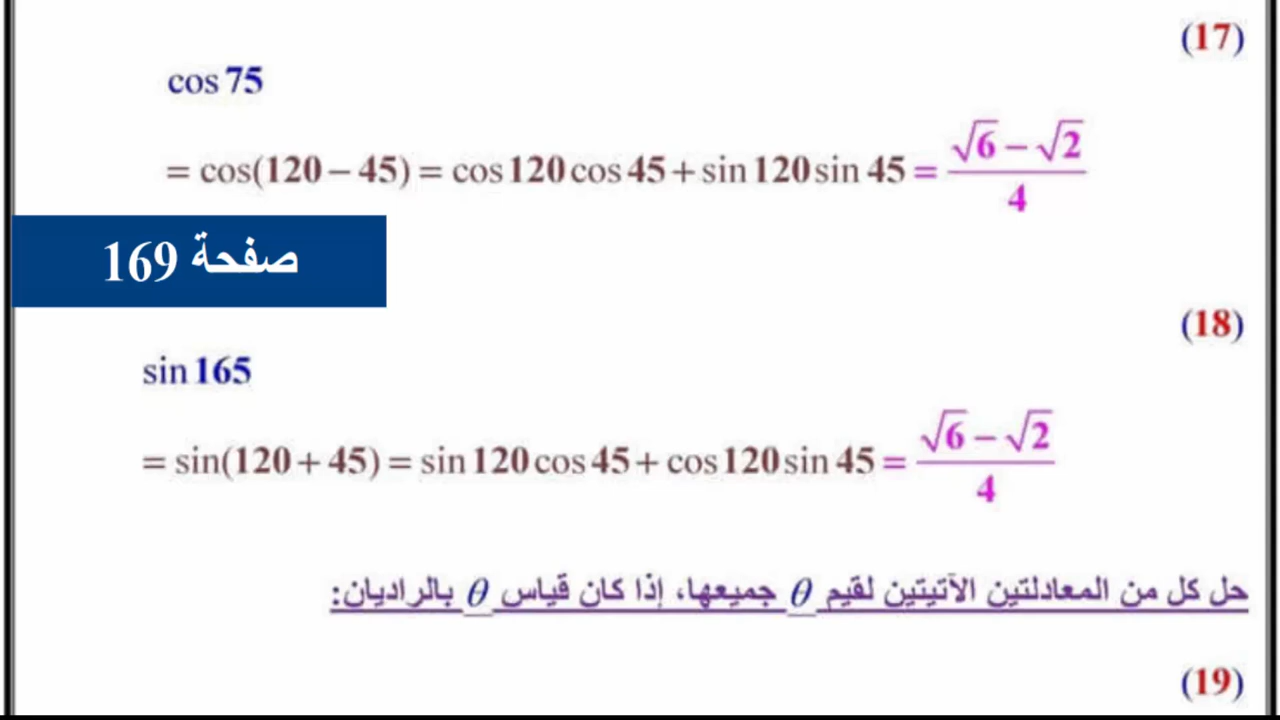 (17)
cos 75
= cos(120 − 45) = cos 120 cos 45 + sin 120 sin 45 = (√6 − √2)/4
صفحة 169
(18)
sin 165
= sin(120 + 45) = sin 120 cos 45 + cos 120 sin 45 = (√6 − √2)/4
حل كل من المعادلتين الآتيتين لقيم θ جميعها، إذا كان قياس θ بالراديان:
(19)